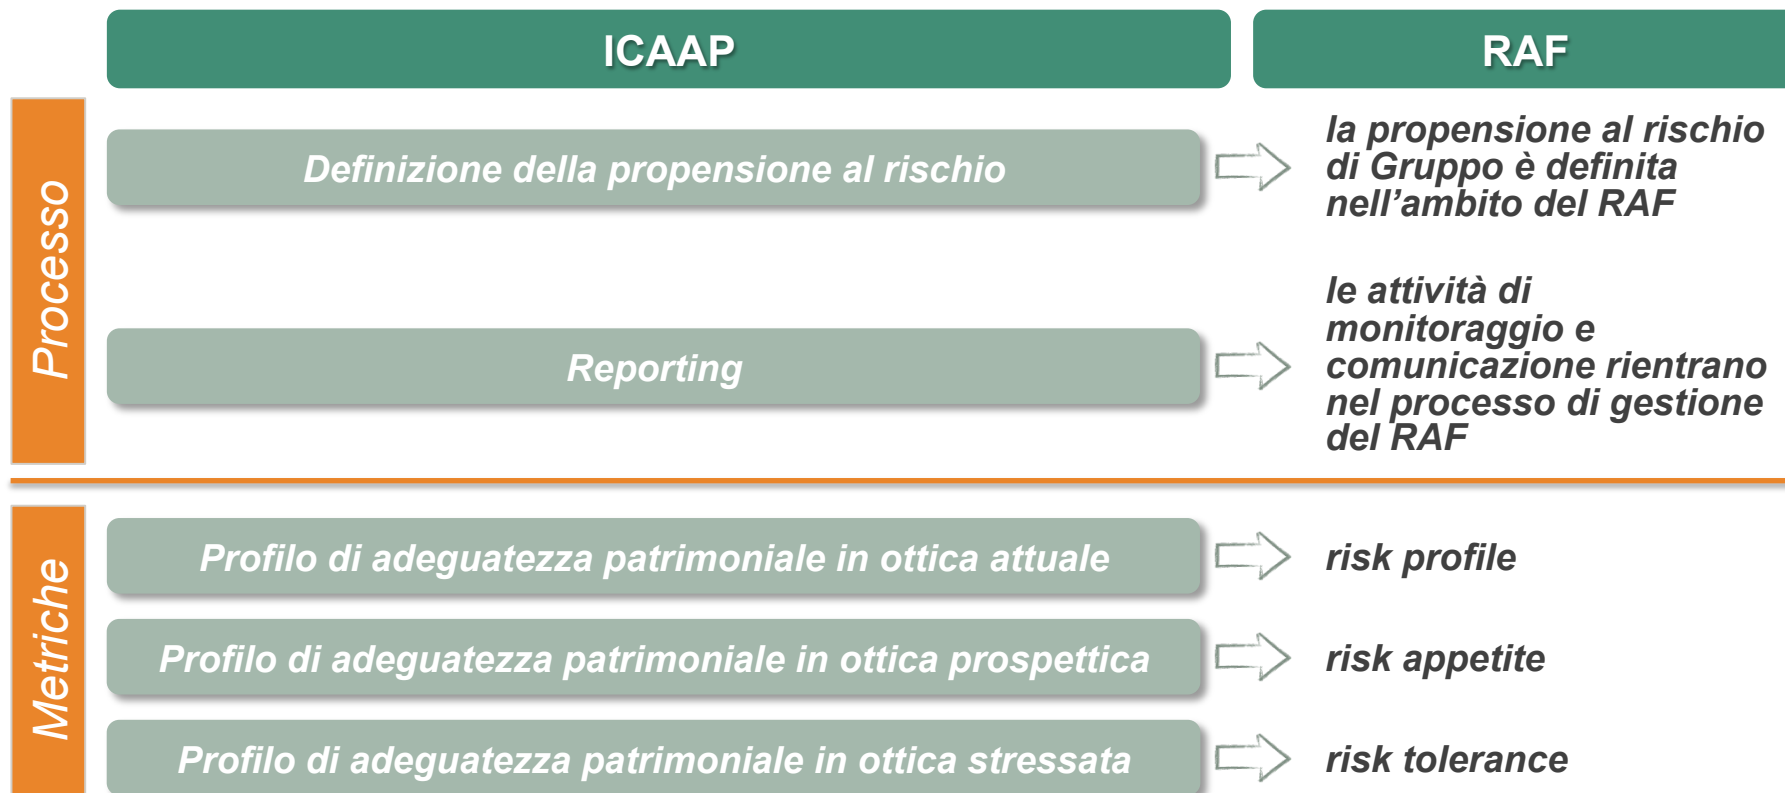 ICAAP
RAF
Processo
Definizione della propensione al rischio
la propensione al rischio
di Gruppo è definita
nell’ambito del RAF
Reporting
le attività di
monitoraggio e
comunicazione rientrano
nel processo di gestione
del RAF
Metriche
Profilo di adeguatezza patrimoniale in ottica attuale
risk profile
Profilo di adeguatezza patrimoniale in ottica prospettica
risk appetite
Profilo di adeguatezza patrimoniale in ottica stressata
risk tolerance